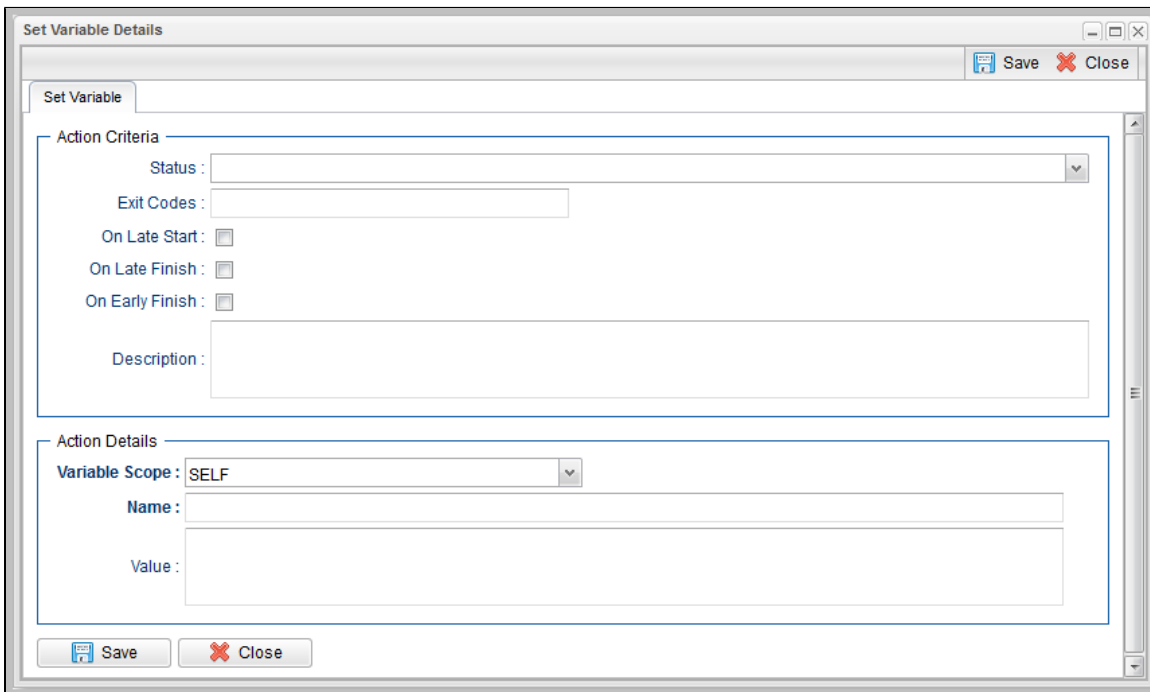 Set Variable Details
Save Close
Set Variable
Action Criteria
Status :
Exit Codes :
On Late Start :
On Late Finish :
On Early Finish :
Description :
Action Details
Variable Scope : SELF
Name :
Value :
Save Close